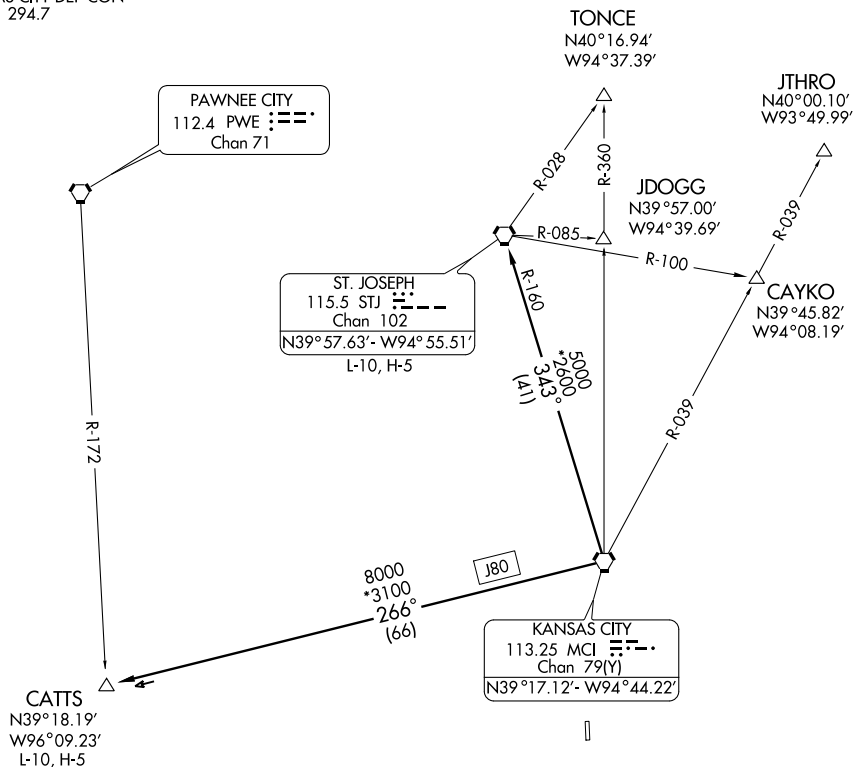 294.7
TONCE
N40°16.94'
W94°37.39'
JTHRO
N40°00.10'
W93°49.99'
PAWNEE CITY
112.4 PWE
Chan 71
R-028
R-360
R-039
JDOGG
N39°57.00'
W94°39.69'
R-085
R-100
R-160
ST. JOSEPH
115.5 STJ
Chan 102
N39°57.63'- W94°55.51'
L-10, H-5
CAYKO
N39°45.82'
W94°08.19'
5000
*2600
343°
(41)
R-172
R-039
J80
8000
*3100
266°
(66)
KANSAS CITY
113.25 MCI
Chan 79(Y)
N39°17.12'- W94°44.22'
CATTS
N39°18.19'
W96°09.23'
L-10, H-5